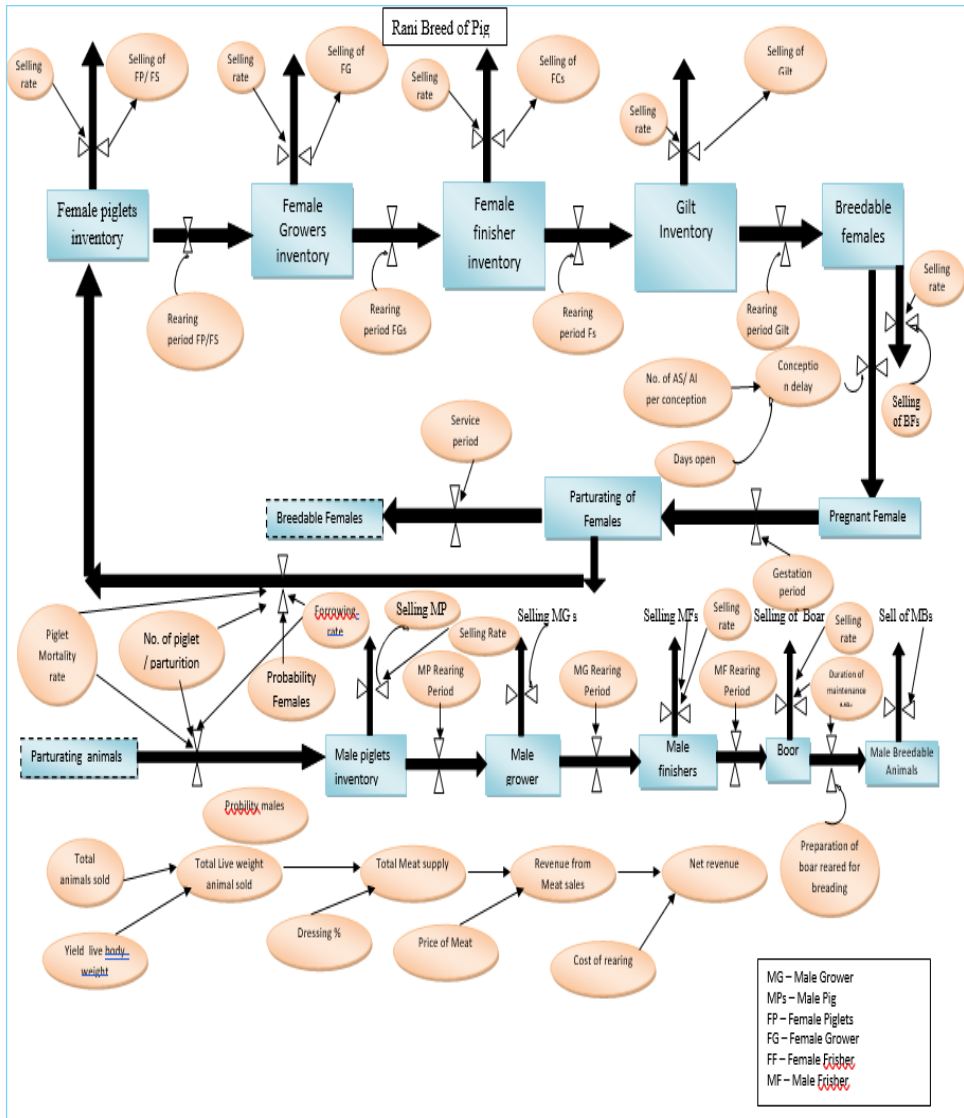 Rani Breed of Pig
Selling
rate
Selling of
FP/ FS
Selling
rate
Selling of
FG
Selling
rate
Selling of
FCs
Selling
rate
Selling of
Gilt
Female piglets
inventory
Female
Growers
inventory
Female
finisher
inventory
Gilt
Inventory
Breedable
females
Selling
rate
Rearing
period FP/FS
Rearing
period FGs
Rearing
period Fs
Rearing
period Gilt
No. of AS/ AI
per conception
Conceptio
n delay
Selling
of BFs
Service
period
Days open
Breedable Females
Parturating of
Females
Pregnant Female
Gestation
period
Piglet
Mortality
rate
No. of piglet
/ parturition
Forrowing
rate
Probability
Females
Selling MP
Selling Rate
MP Rearing
Period
Selling MG s
MG Rearing
Period
Selling MFs
Selling
rate
MF Rearing
Period
Selling of Boar
Selling
rate
Duration of
maintenance
Sell of MBs
Parturating animals
Male piglets
inventory
Male
grower
Male
finishers
Boor
Male Breedable
Animals
Probility males
Total
animals sold
Total Live weight
animal sold
Total Meat supply
Revenue from
Meat sales
Net revenue
Preparation of
boar reared for
breading
Yield live body
weight
Dressing %
Price of Meat
Cost of rearing
MG – Male Grower
MPs – Male Pig
FP – Female Piglets
FG – Female Grower
FF – Female Frisher
MF – Male Frisher